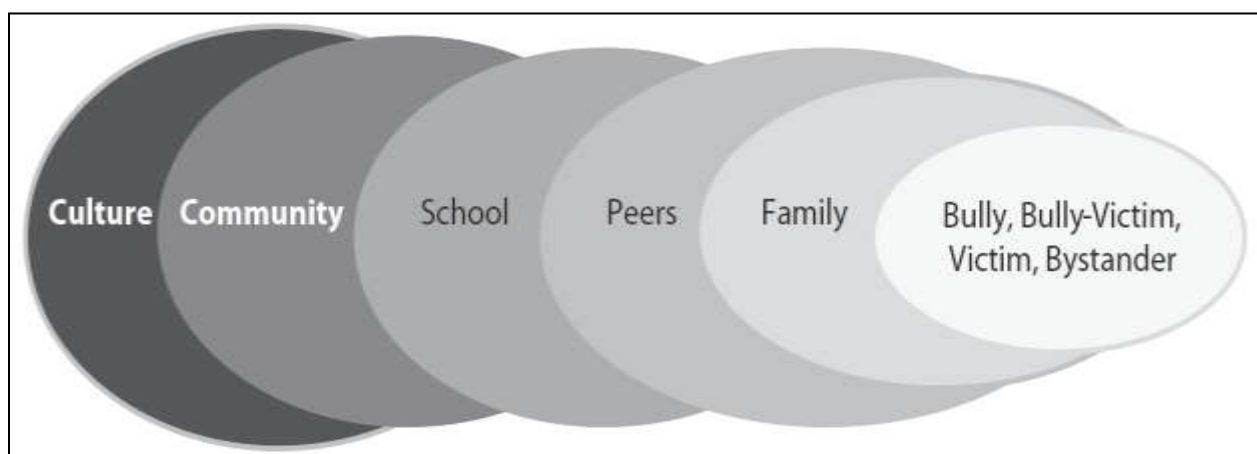 Culture
Community
School
Peers
Family
Bully, Bully-Victim,
Victim, Bystander